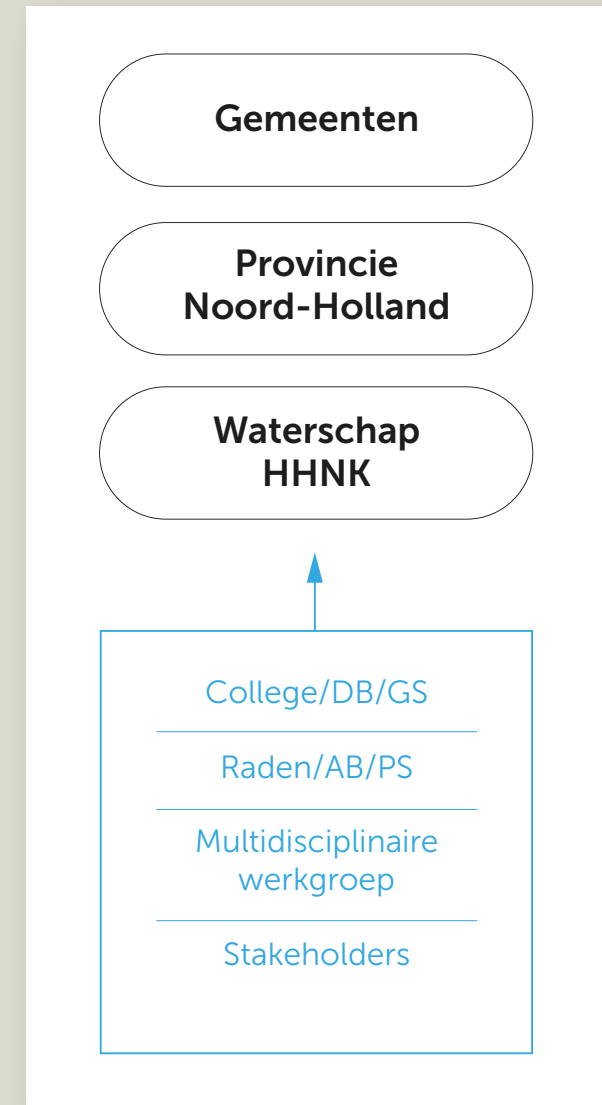 Gemeenten
Provincie
Noord-Holland
Waterschap
HHNK
College/DB/GS
Raden/AB/PS
Multidisciplinaire
werkgroep
Stakeholders